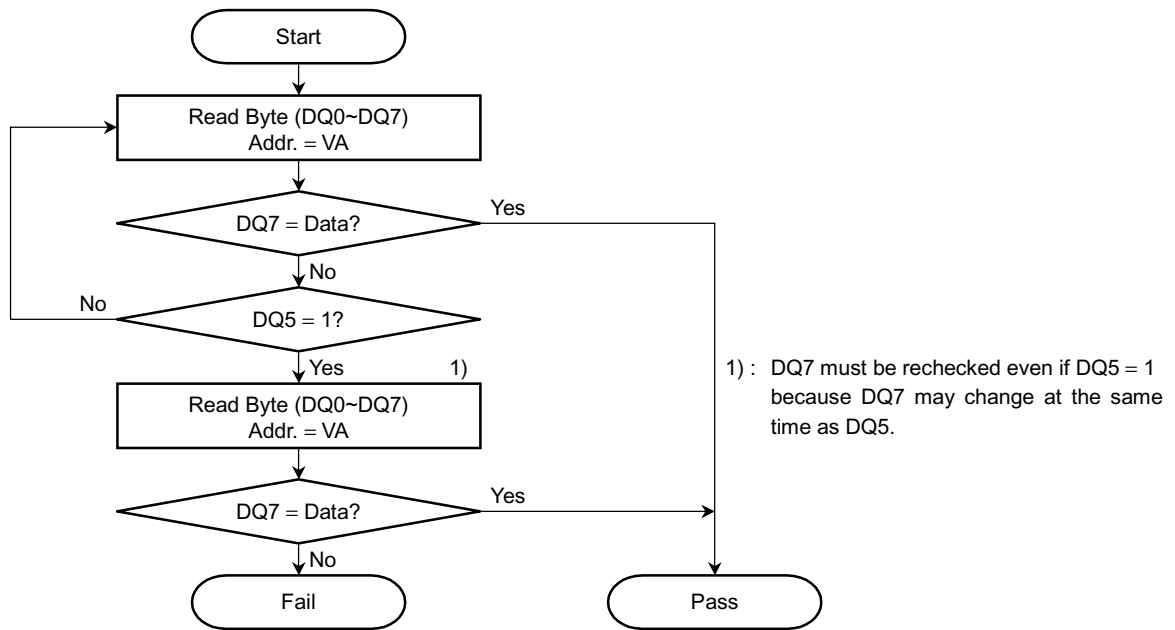 Start
Read Byte (DQ0~DQ7)
Addr. = VA
DQ7 = Data?
Yes
No
No
DQ5 = 1?
Yes
1)
Read Byte (DQ0~DQ7)
Addr. = VA
DQ7 = Data?
Yes
No
Fail
Pass
1) : DQ7 must be rechecked even if DQ5 = 1
because DQ7 may change at the same
time as DQ5.